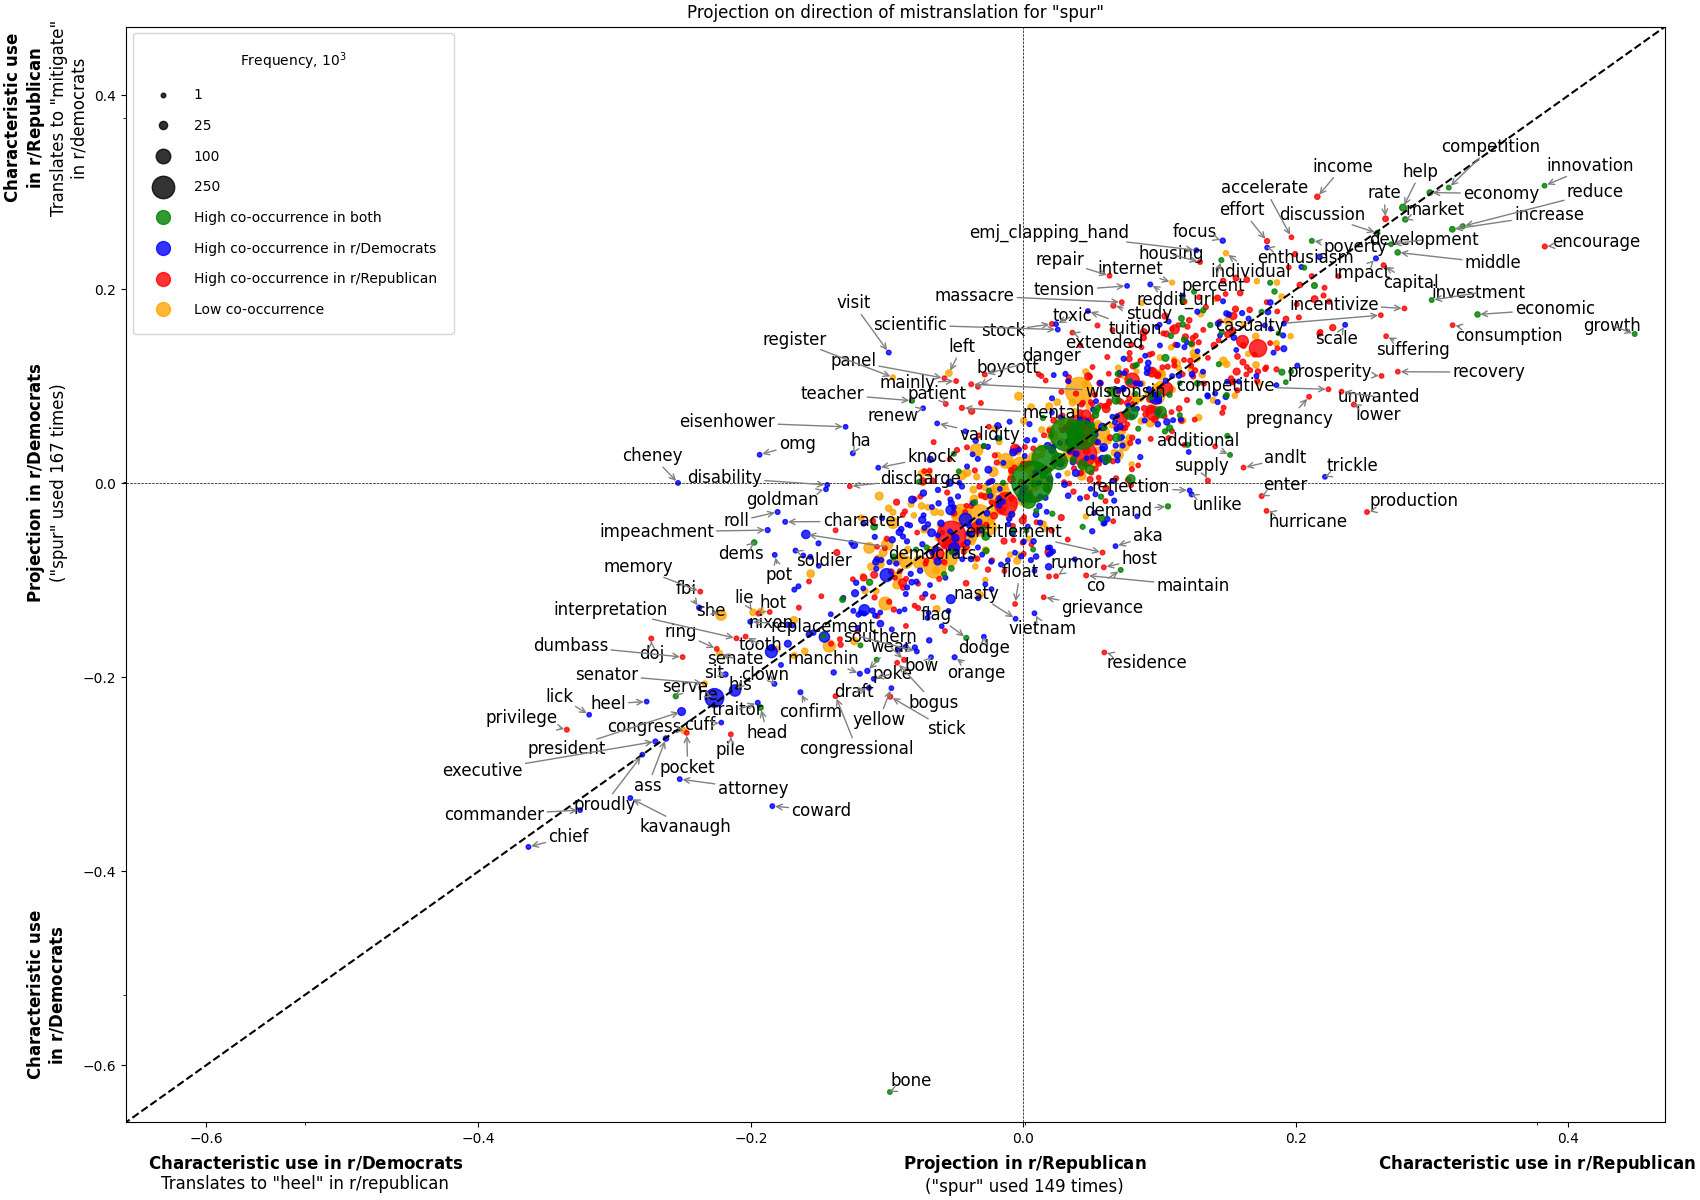 Projection on direction of mistranslation for "spur"
Characteristic use
in r/Republican
Translates to "mitigate"
in r/democrats
Projection in r/Democrats
("spur" used 167 times)
Characteristic use
in r/Democrats
Frequency, 10^3
1
25
100
250
High co-occurrence in both
High co-occurrence in r/Democrats
High co-occurrence in r/Republican
Low co-occurrence
0.4
0.2
0.0
−0.2
−0.4
−0.6
competition
income
help
innovation
accelerate
rate
economy
reduce
effort
discussion
market
increase
emj_clapping_hand
focus
poverty
development
encourage
repair
housing
enthusiasm
internet
individual
impact
middle
tension
percent
capital
massacre
reddit_url
incentivize
investment
visit
scientific
stock
toxic
study
casualty
economic
register
tuition
scale
consumption
growth
left
extended
suffering
panel
danger
boycott
prosperity
recovery
mainly
teacher
patient
wisconsin
competitive
unwanted
renew
mental
pregnancy
lower
eisenhower
validity
additional
omg
ha
cheney
knock
supply
andlt
trickle
disability
discharge
reflection
enter
goldman
demand
unlike
production
roll
character
hurricane
impeachment
entitlement
aka
dems
soldier
democrats
rumor
host
pot
float
co
maintain
memory
fbi
nasty
lie
hot
she
grievance
interpretation
nixon
replacement
flag
vietnam
ring
southern
dumbass
doj
tooth
wear
dodge
senate
manchin
bow
residence
senator
sit
clown
poke
orange
serve
his
draft
lick
heel
he
traitor
confirm
bogus
privilege
congress
cuff
yellow
stick
president
head
pile
congressional
executive
pocket
ass
attorney
proudly
commander
coward
kavanaugh
chief
bone
−0.6
−0.4
−0.2
0.0
0.2
0.4
Characteristic use in r/Democrats
Translates to "heel" in r/republican
Projection in r/Republican
("spur" used 149 times)
Characteristic use in r/Republican